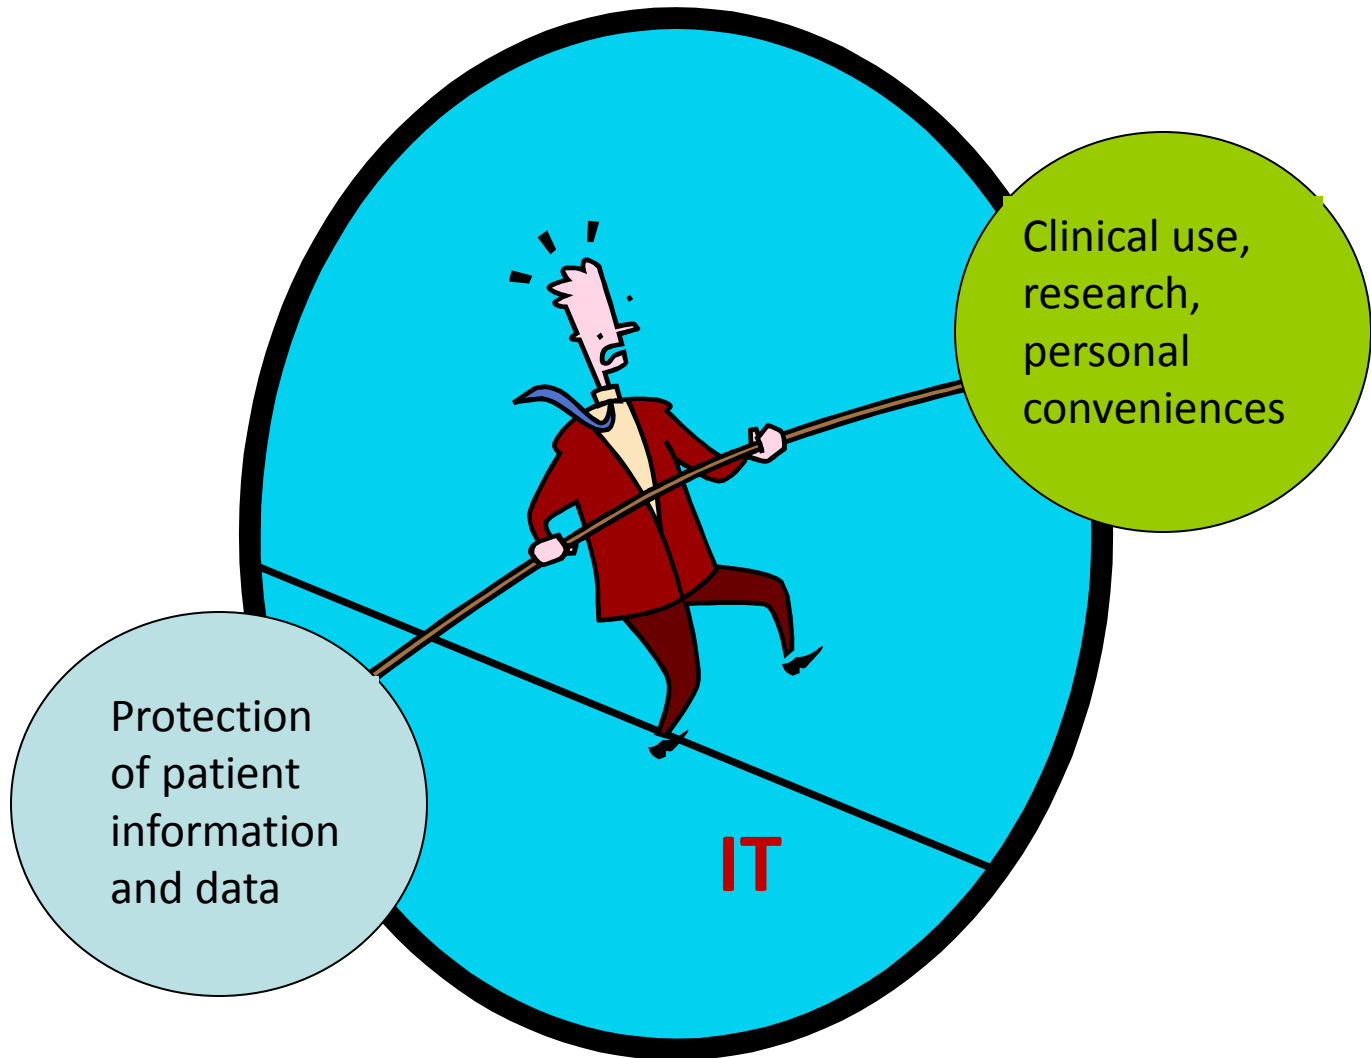 Clinical use,
research,
personal
conveniences
Protection
of patient
information
and data
IT